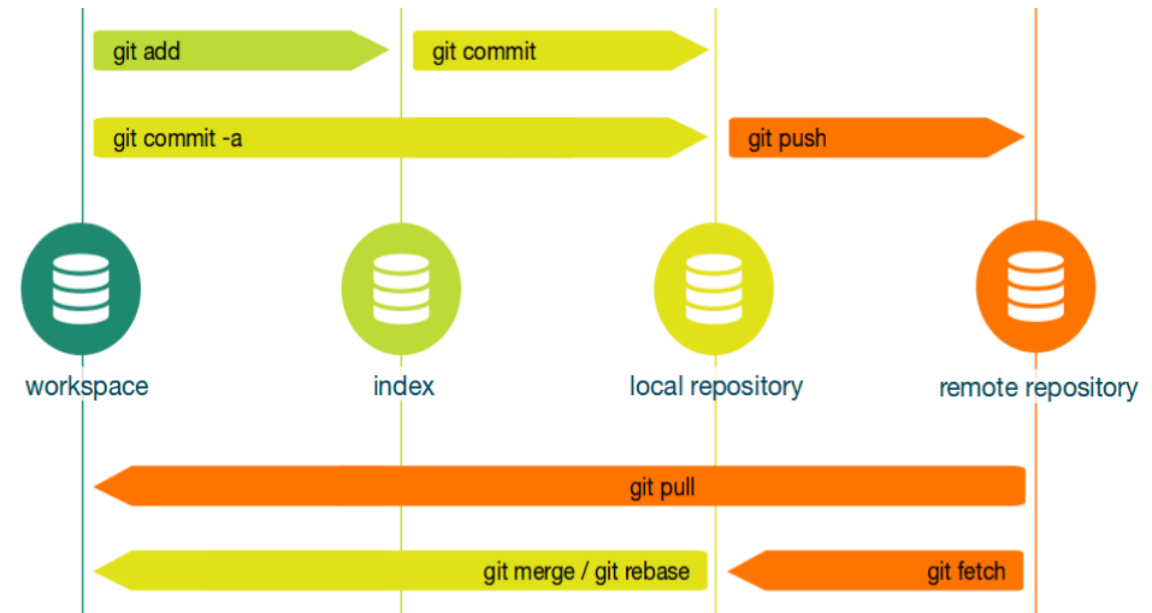 git add
git commit
git commit -a
git push
workspace
index
local repository
remote repository
git pull
git merge / git rebase
git fetch